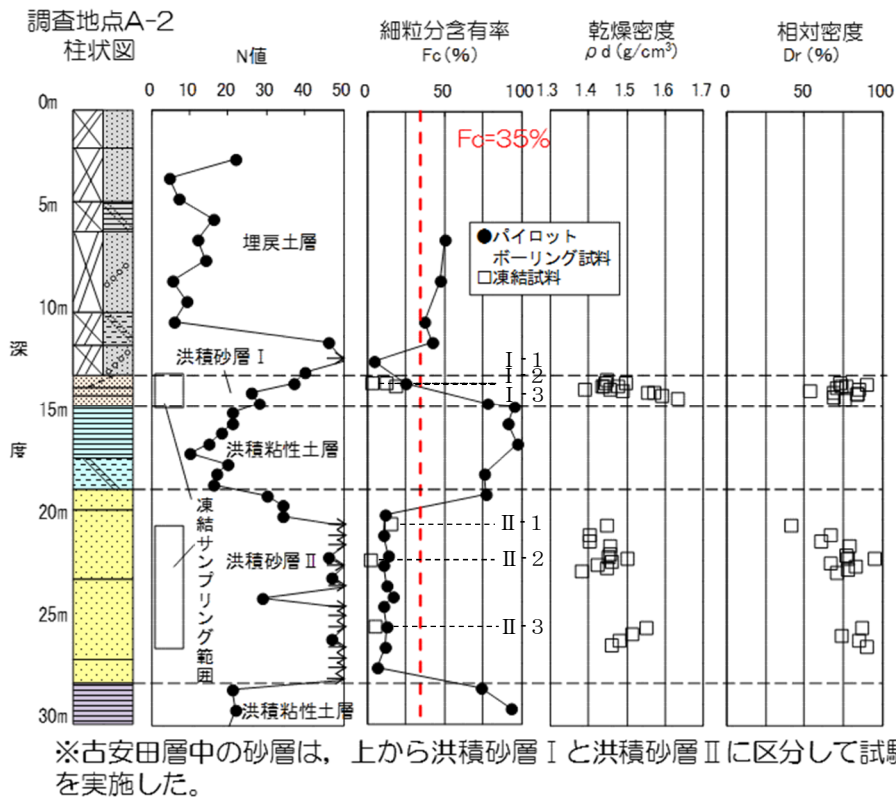 調査地点A-2
柱状図
N値
細粒分含有率
Fc(%)
乾燥密度
ρd(g/cm³)
相対密度
Dr(%)
0 10 20 30 40 50
0 50 100
1.3 1.4 1.5 1.6 1.7
0 50 100
0m
5m
10m
15m
20m
25m
30m
深
度
Fc=35%
●パイロット
ボーリング試料
□凍結試料
埋戻土層
洪積砂層Ⅰ
洪積粘性土層
洪積砂層Ⅱ
洪積粘性土層
凍結サンプリング範囲
Ⅰ-1
Ⅰ-2
Ⅰ-3
Ⅱ-1
Ⅱ-2
Ⅱ-3
※古安田層中の砂層は，上から洪積砂層Ⅰと洪積砂層Ⅱに区分して試験
を実施した。